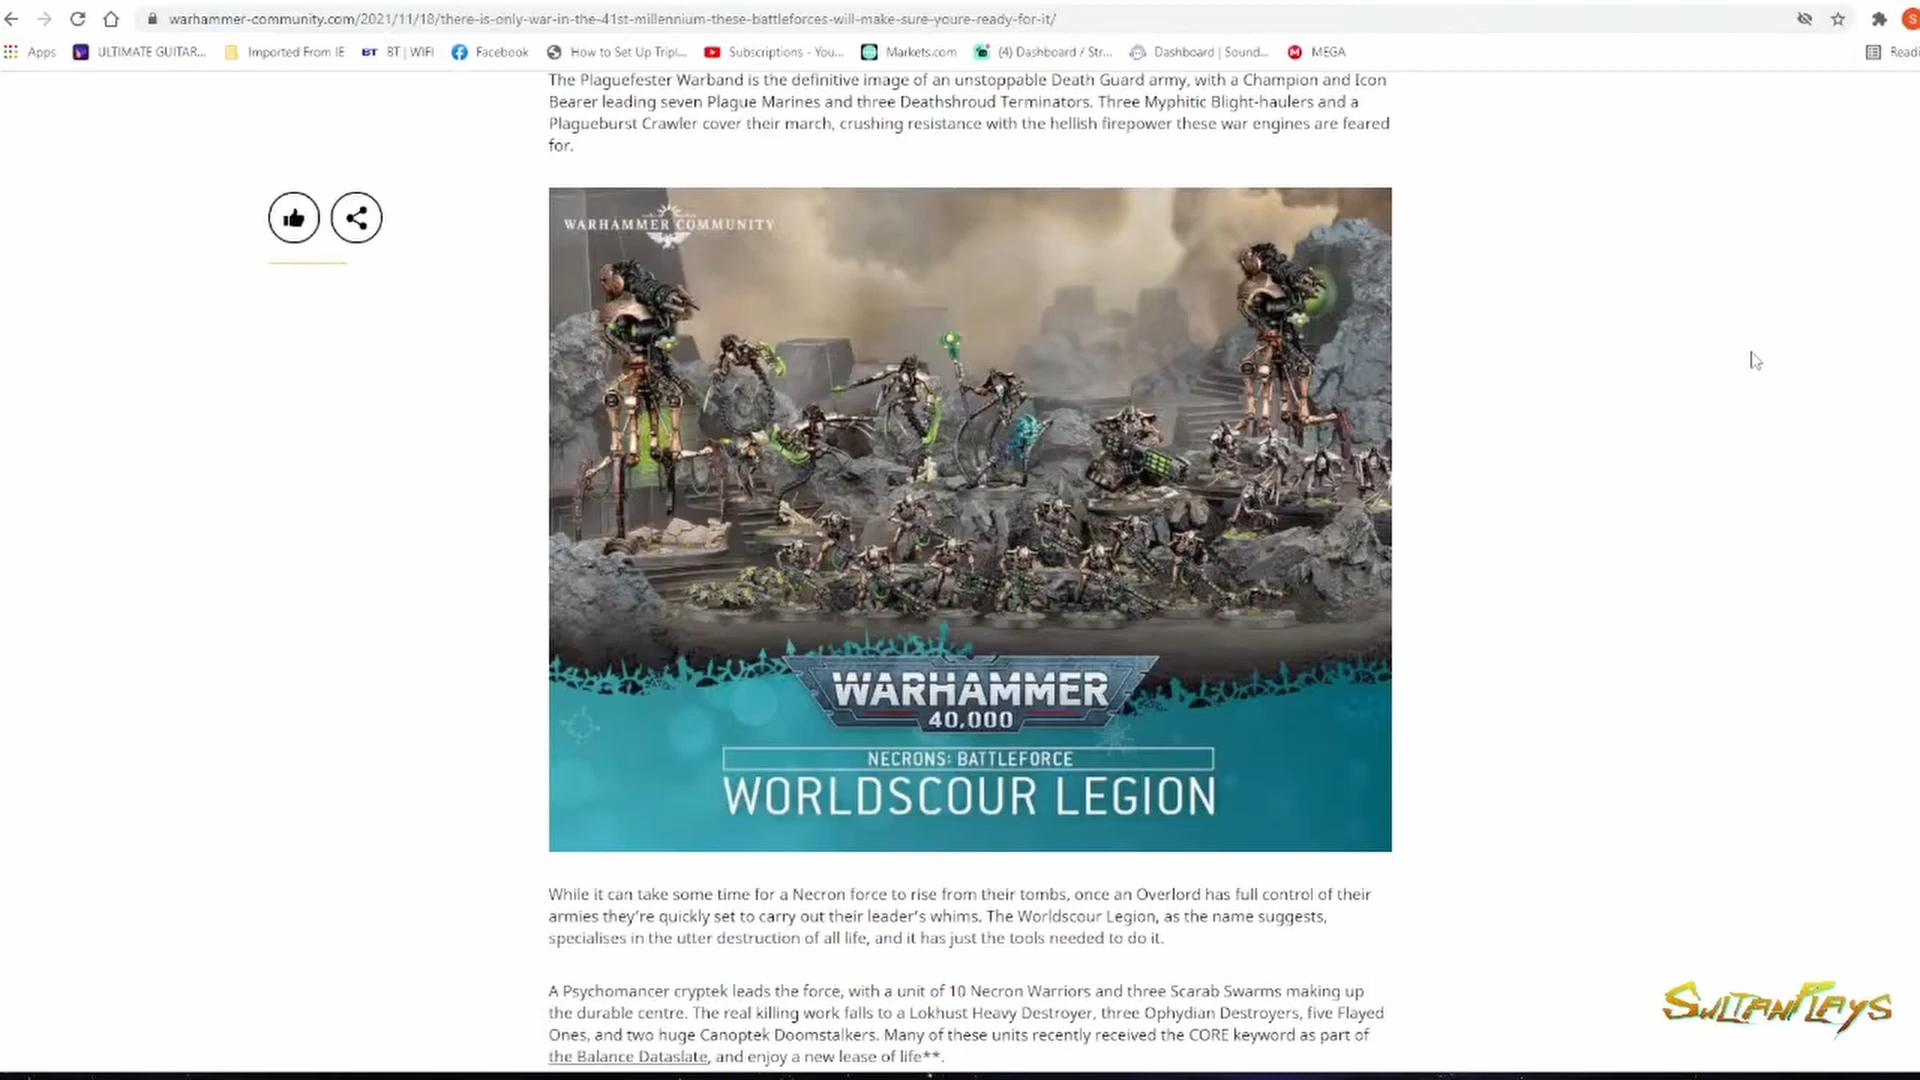 warhammer-community.com/2021/11/18/there-is-only-war-in-the-41st-millennium-these-battleforces-will-make-sure-youre-ready-for-it/
S
Apps ULTIMATE GUITAR... Imported From IE BT BT | WIFI Facebook How to Set Up Tripl... Subscriptions - You... Markets.com (4) Dashboard / Str... Dashboard | Sound... MEGA Readi
The Plaguefester Warband is the definitive image of an unstoppable Death Guard army, with a Champion and Icon
Bearer leading seven Plague Marines and three Deathshroud Terminators. Three Myphitic Blight-haulers and a
Plagueburst Crawler cover their march, crushing resistance with the hellish firepower these war engines are feared
for.
WARHAMMER COMMUNITY
WARHAMMER
40,000
NECRONS: BATTLEFORCE
WORLDSCOUR LEGION
While it can take some time for a Necron force to rise from their tombs, once an Overlord has full control of their
armies they're quickly set to carry out their leader's whims. The Worldscour Legion, as the name suggests,
specialises in the utter destruction of all life, and it has just the tools needed to do it.
A Psychomancer cryptek leads the force, with a unit of 10 Necron Warriors and three Scarab Swarms making up
the durable centre. The real killing work falls to a Lokhust Heavy Destroyer, three Ophydian Destroyers, five Flayed
Ones, and two huge Canoptek Doomstalkers. Many of these units recently received the CORE keyword as part of
the Balance Dataslate, and enjoy a new lease of life**.
SULTANPLAYS